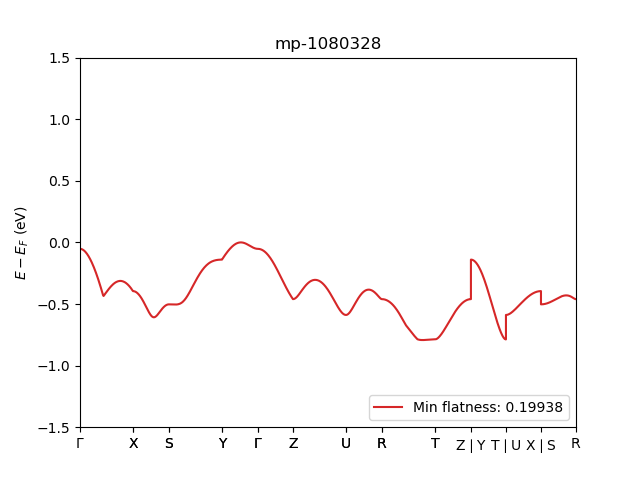 mp-1080328
E − E_F (eV)
1.5
1.0
0.5
0.0
−0.5
−1.0
−1.5
Min flatness: 0.19938
Γ X S Y Γ Z U R T Z|Y T|U X|S R